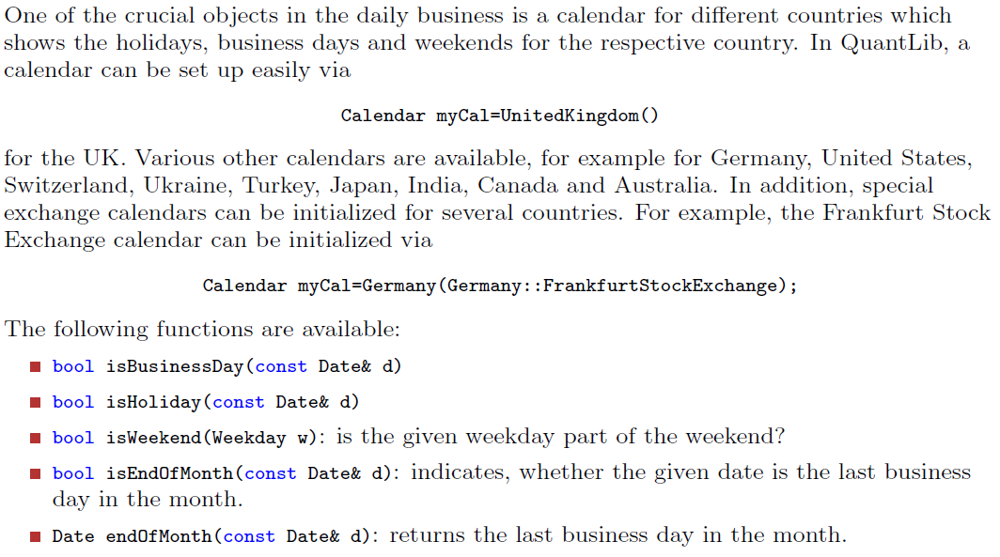 One of the crucial objects in the daily business is a calendar for different countries which
shows the holidays, business days and weekends for the respective country. In QuantLib, a
calendar can be set up easily via
Calendar myCal=UnitedKingdom()
for the UK. Various other calendars are available, for example for Germany, United States,
Switzerland, Ukraine, Turkey, Japan, India, Canada and Australia. In addition, special
exchange calendars can be initialized for several countries. For example, the Frankfurt Stock
Exchange calendar can be initialized via
Calendar myCal=Germany(Germany::FrankfurtStockExchange);
The following functions are available:
bool isBusinessDay(const Date& d)
bool isHoliday(const Date& d)
bool isWeekend(Weekday w): is the given weekday part of the weekend?
bool isEndOfMonth(const Date& d): indicates, whether the given date is the last business
day in the month.
Date endOfMonth(const Date& d): returns the last business day in the month.